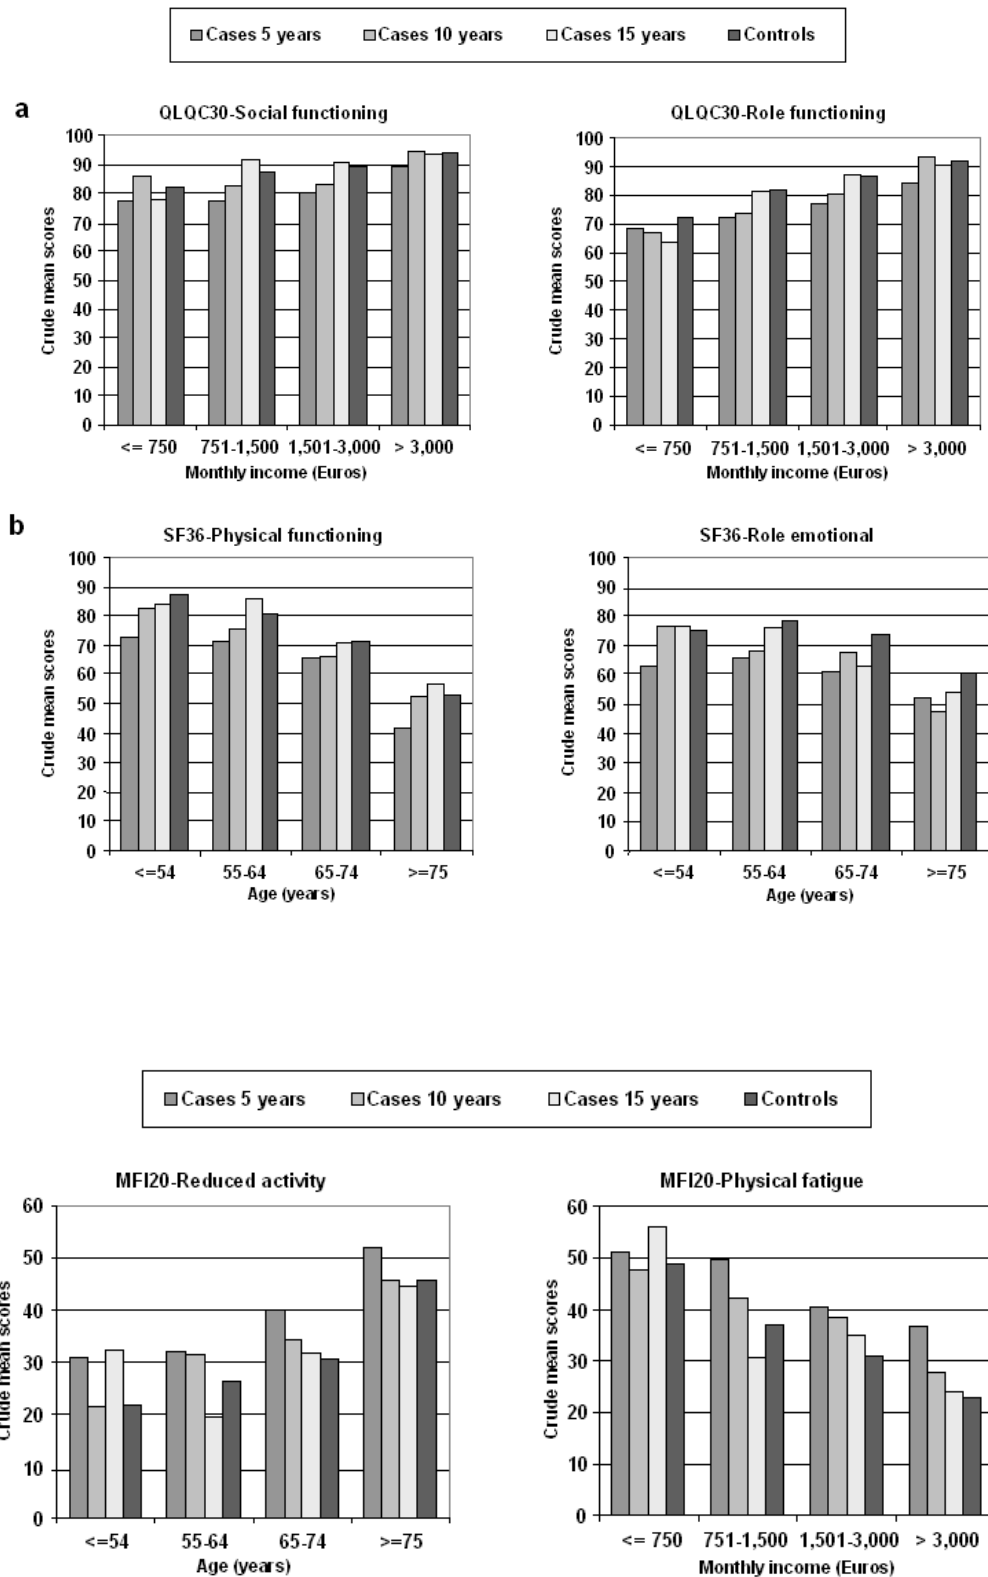 Cases 5 years Cases 10 years Cases 15 years Controls
a
QLQC30-Social functioning
Crude mean scores
100
90
80
70
60
50
40
30
20
10
0
<= 750 751-1,500 1,501-3,000 > 3,000
Monthly income (Euros)
QLQC30-Role functioning
Crude mean scores
100
90
80
70
60
50
40
30
20
10
0
<= 750 751-1,500 1,501-3,000 > 3,000
Monthly income (Euros)
b
SF36-Physical functioning
Crude mean scores
100
90
80
70
60
50
40
30
20
10
0
<=54 55-64 65-74 >=75
Age (years)
SF36-Role emotional
Crude mean scores
100
90
80
70
60
50
40
30
20
10
0
<=54 55-64 65-74 >=75
Age (years)
Cases 5 years Cases 10 years Cases 15 years Controls
MFI20-Reduced activity
Crude mean scores
60
50
40
30
20
10
0
<=54 55-64 65-74 >=75
Age (years)
MFI20-Physical fatigue
Crude mean scores
60
50
40
30
20
10
0
<= 750 751-1,500 1,501-3,000 > 3,000
Monthly income (Euros)